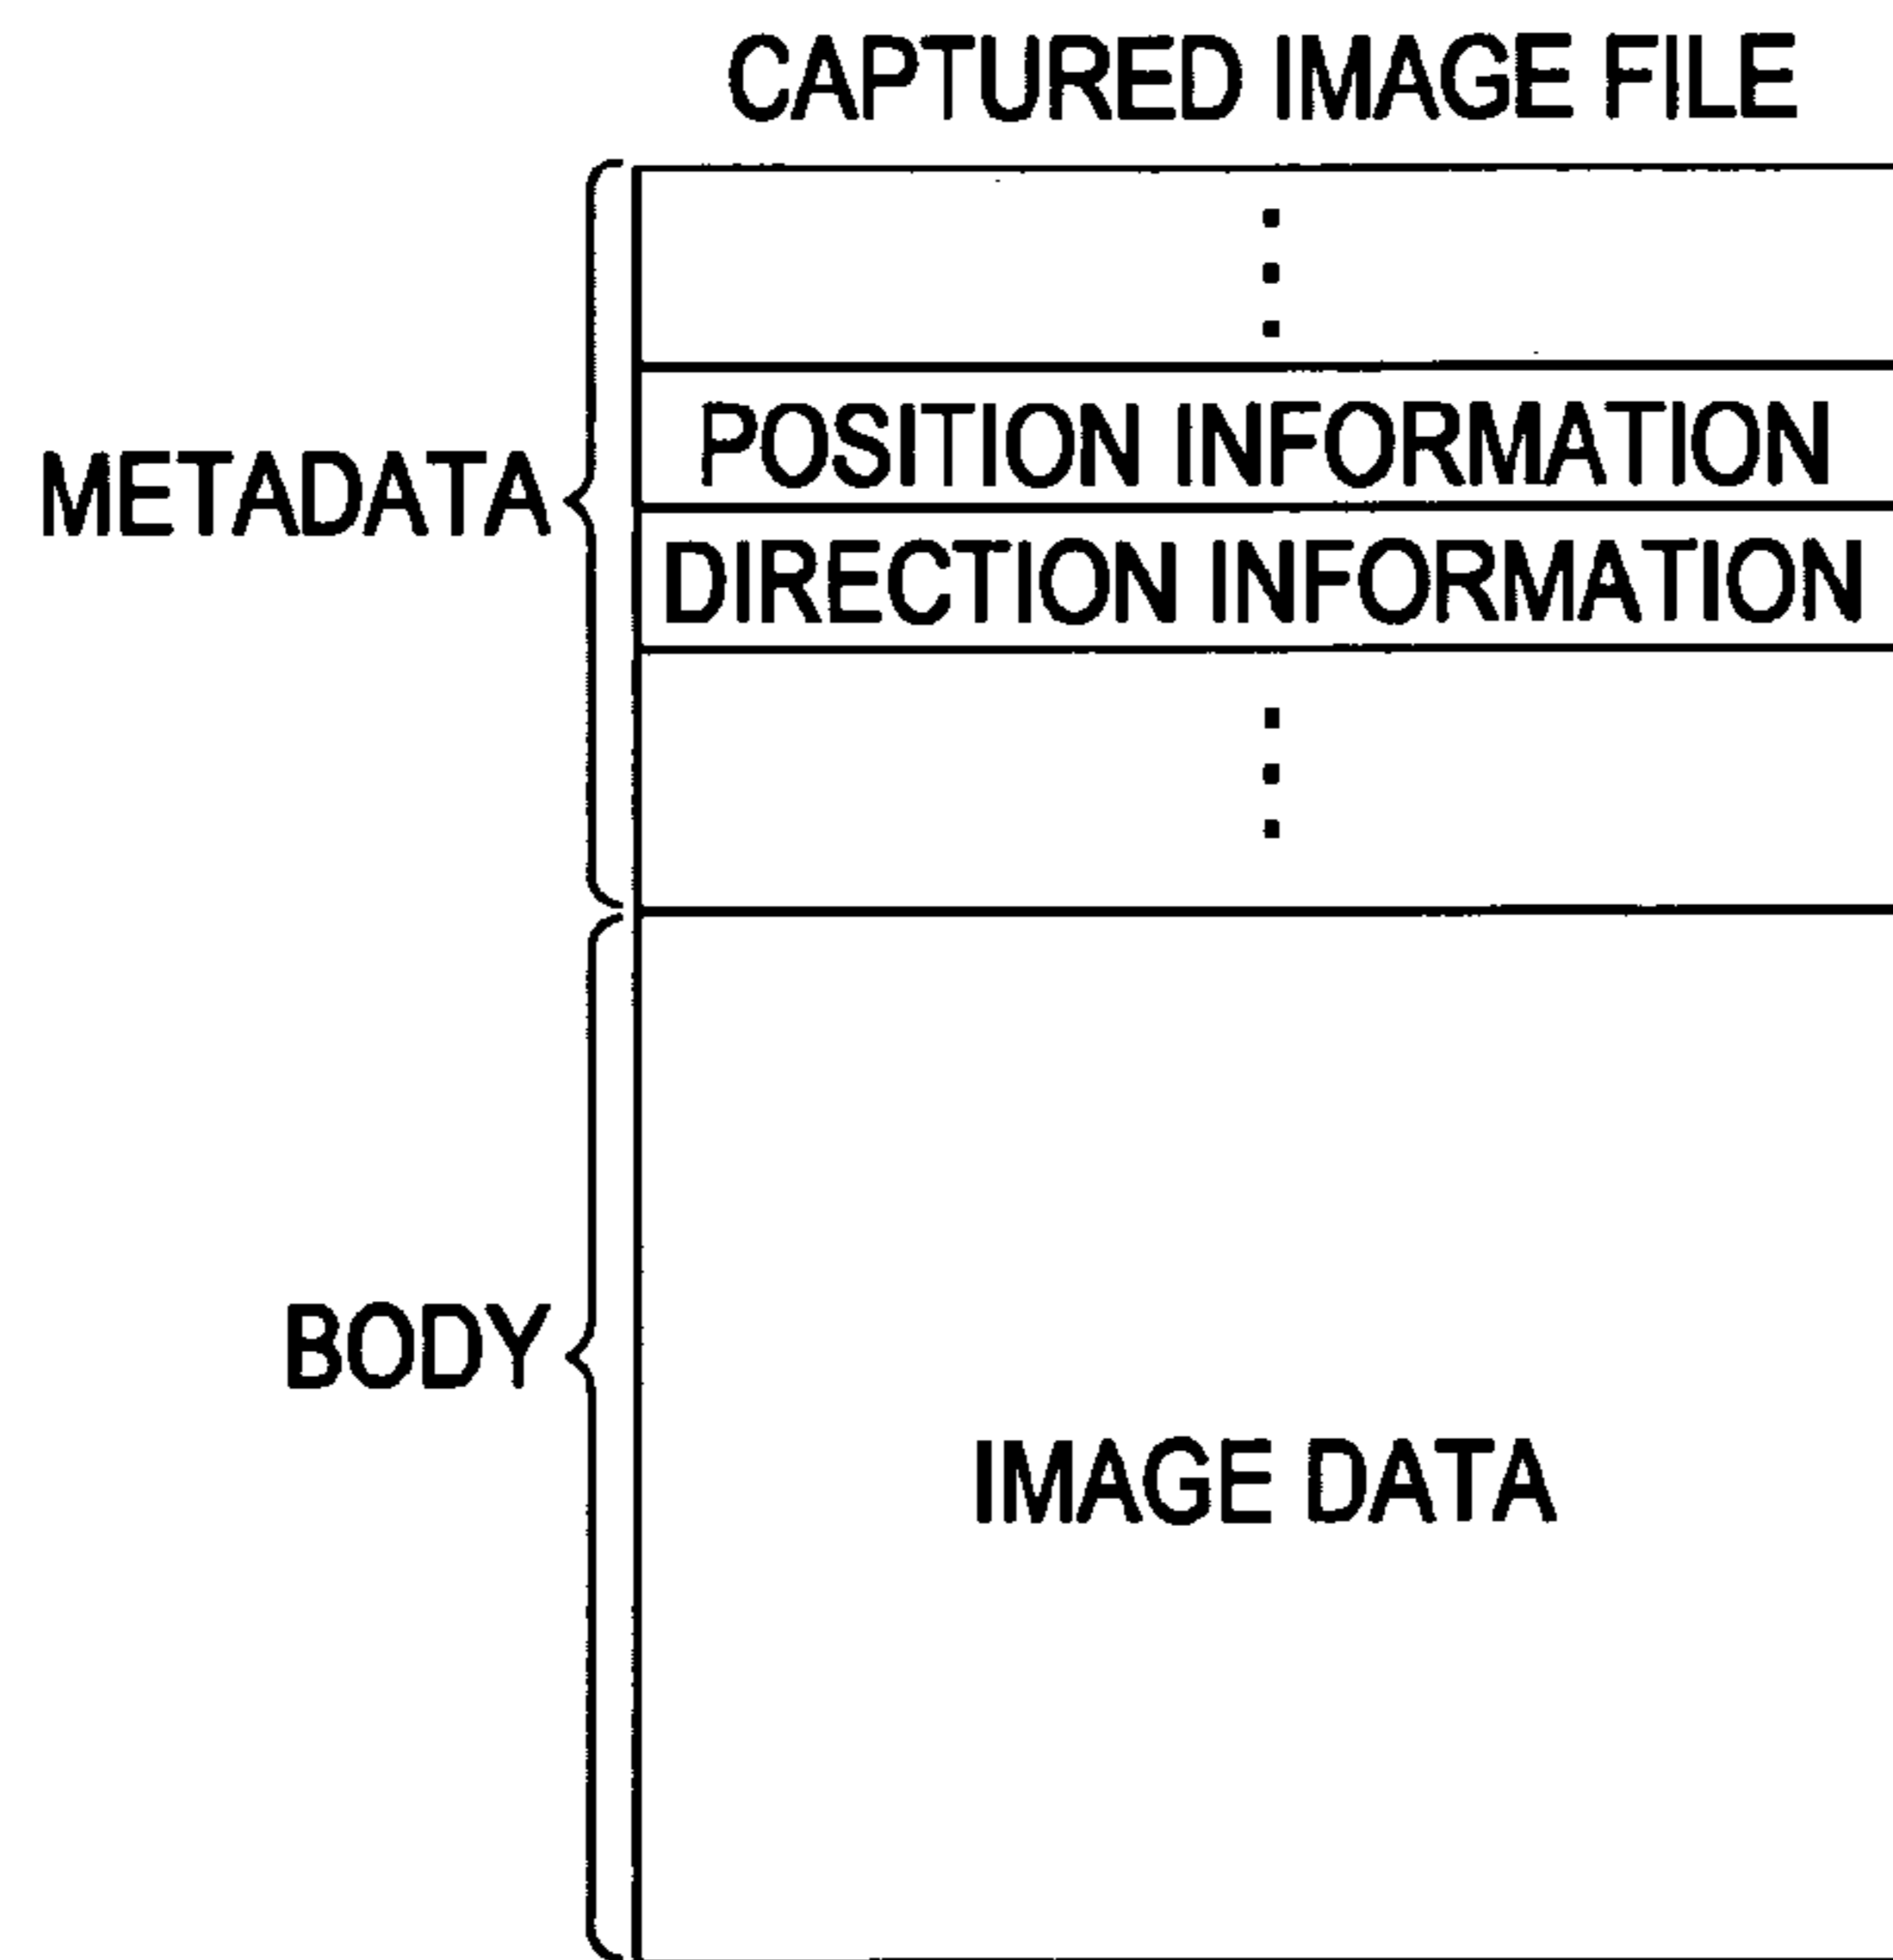 CAPTURED IMAGE FILE
POSITION INFORMATION
METADATA
DIRECTION INFORMATION
BODY
IMAGE DATA